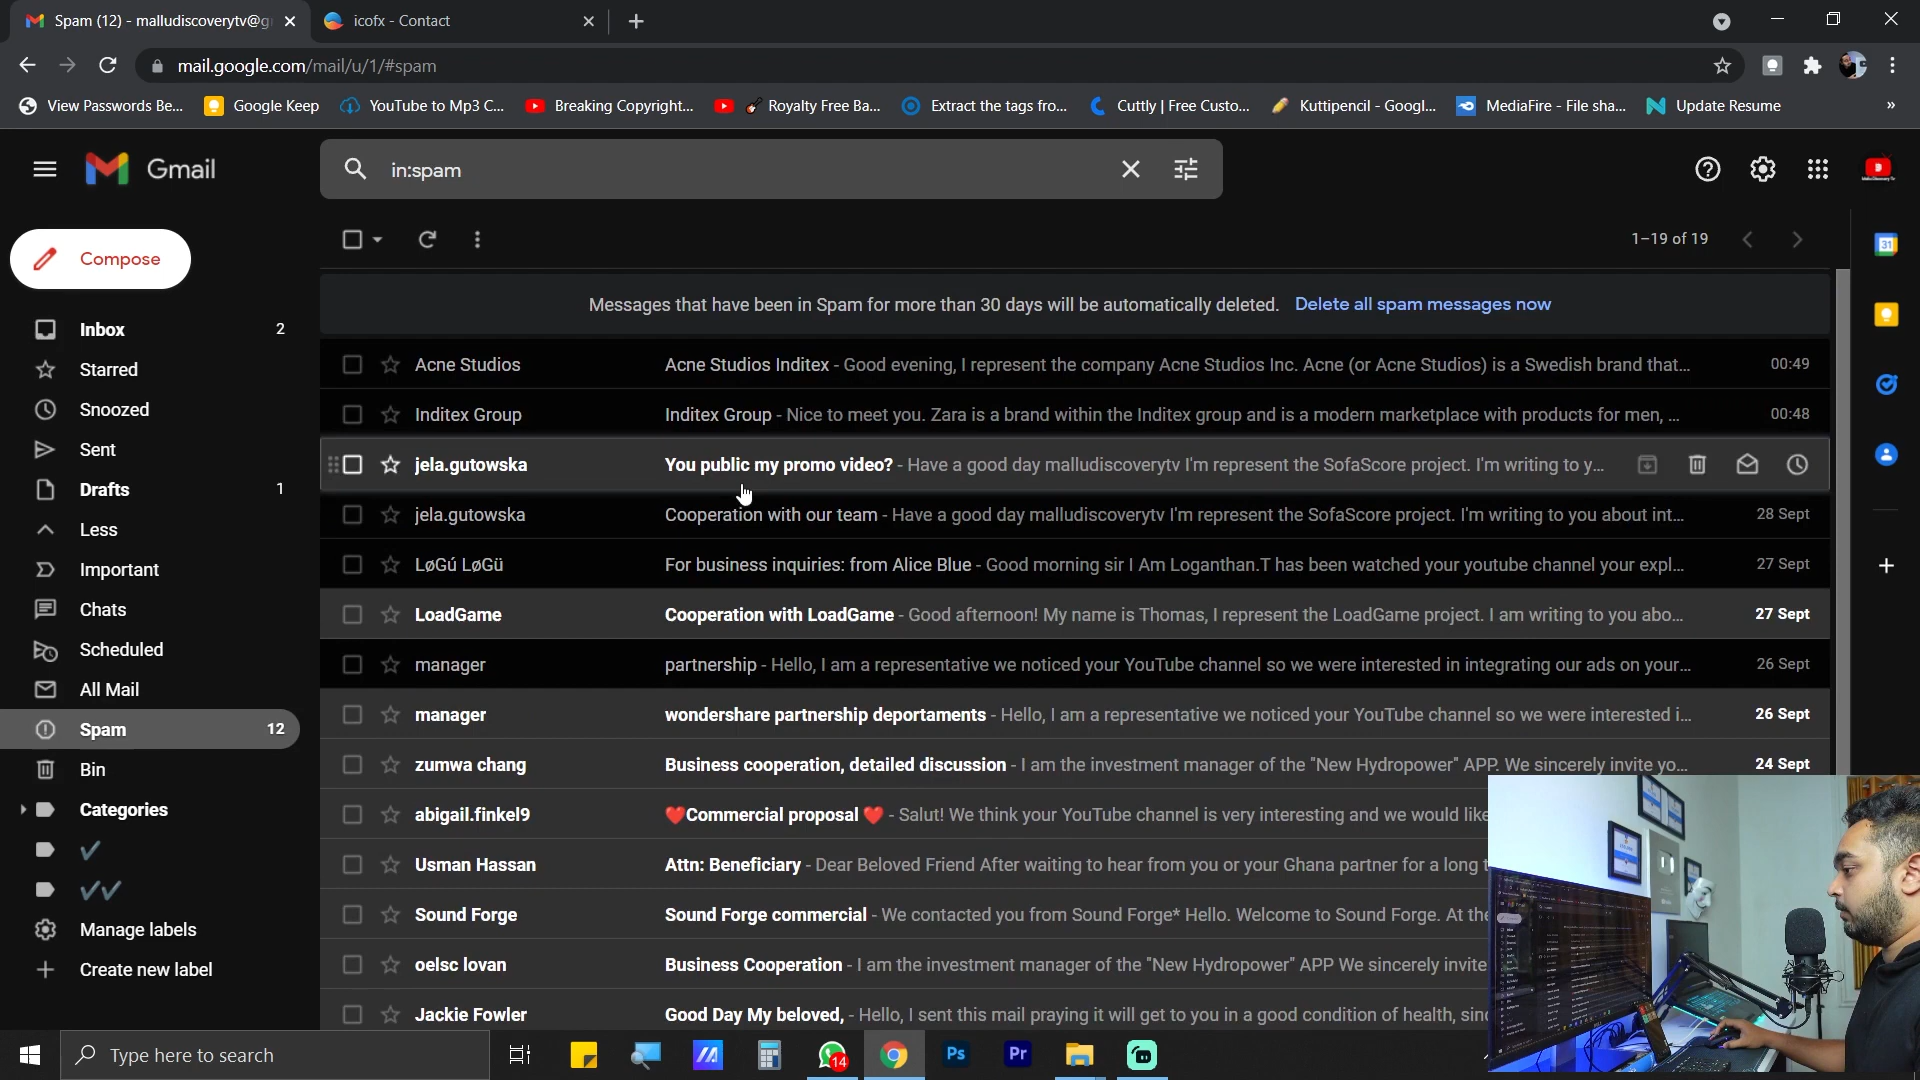 Spam (12) - malludiscoverytv@g
icofx - Contact
mail.google.com/mail/u/1/#spam
View Passwords Be...
Google Keep
YouTube to Mp3 C...
Breaking Copyright...
Royalty Free Ba...
Extract the tags fro...
Cuttly | Free Custo...
Kuttipencil - Googl...
MediaFire - File sha...
Update Resume
»
Gmail
in:spam
Compose
1–19 of 19
Messages that have been in Spam for more than 30 days will be automatically deleted. Delete all spam messages now
Inbox 2
Starred
Snoozed
Sent
Drafts 1
Less
Important
Chats
Scheduled
All Mail
Spam 12
Bin
Categories
Manage labels
Create new label
Acne Studios Acne Studios Inditex - Good evening, I represent the company Acne Studios Inc. Acne (or Acne Studios) is a Swedish brand that... 00:49
Inditex Group Inditex Group - Nice to meet you. Zara is a brand within the Inditex group and is a modern marketplace with products for men, ... 00:48
jela.gutowska You public my promo video? - Have a good day malludiscoverytv I'm represent the SofaScore project. I'm writing to y...
jela.gutowska Cooperation with our team - Have a good day malludiscoverytv I'm represent the SofaScore project. I'm writing to you about int... 28 Sept
LøGú LøGü For business inquiries: from Alice Blue - Good morning sir I Am Loganthan.T has been watched your youtube channel your expl... 27 Sept
LoadGame Cooperation with LoadGame - Good afternoon! My name is Thomas, I represent the LoadGame project. I am writing to you abo... 27 Sept
manager partnership - Hello, I am a representative we noticed your YouTube channel so we were interested in integrating our ads on your... 26 Sept
manager wondershare partnership deportaments - Hello, I am a representative we noticed your YouTube channel so we were interested i... 26 Sept
zumwa chang Business cooperation, detailed discussion - I am the investment manager of the "New Hydropower" APP. We sincerely invite yo... 24 Sept
abigail.finkel9 ❤Commercial proposal ❤ - Salut! We think your YouTube channel is very interesting and we would like
Usman Hassan Attn: Beneficiary - Dear Beloved Friend After waiting to hear from you or your Ghana partner for a long t
Sound Forge Sound Forge commercial - We contacted you from Sound Forge* Hello. Welcome to Sound Forge. At the
oelsc lovan Business Cooperation - I am the investment manager of the "New Hydropower" APP We sincerely invite
Jackie Fowler Good Day My beloved, - Hello, I sent this mail praying it will get to you in a good condition of health, sinc
31
Type here to search
14
Ps
Pr